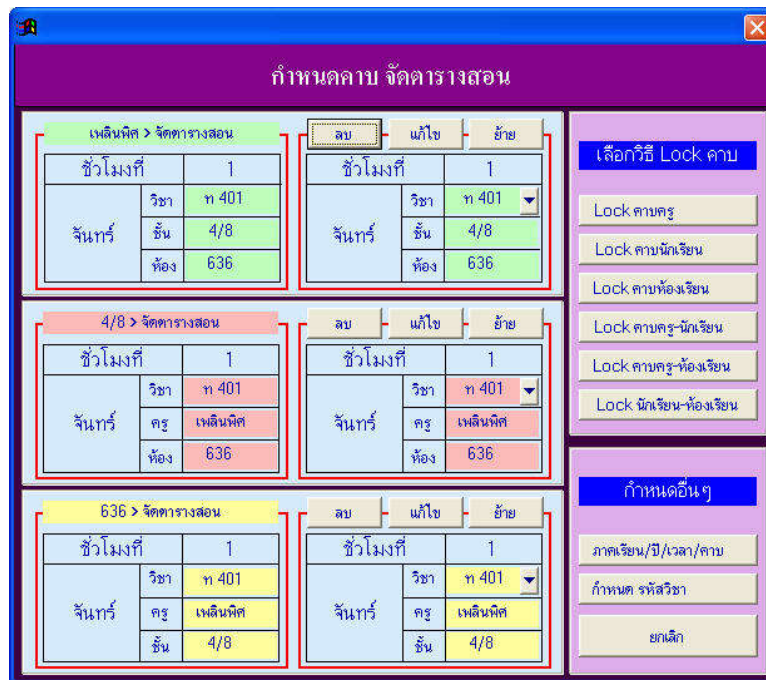 กำหนดคาบ จัดตารางสอน
เพลินพิศ > จัดตารางสอน
ชั่วโมงที่ 1
จันทร์
วิชา ท 401
ชั้น 4/8
ห้อง 636
ลบ แก้ไข ย้าย
ชั่วโมงที่ 1
จันทร์
วิชา ท 401
ชั้น 4/8
ห้อง 636
4/8 > จัดตารางสอน
ชั่วโมงที่ 1
จันทร์
วิชา ท 401
ครู เพลินพิศ
ห้อง 636
ลบ แก้ไข ย้าย
ชั่วโมงที่ 1
จันทร์
วิชา ท 401
ครู เพลินพิศ
ห้อง 636
636 > จัดตารางสอน
ชั่วโมงที่ 1
จันทร์
วิชา ท 401
ครู เพลินพิศ
ชั้น 4/8
ลบ แก้ไข ย้าย
ชั่วโมงที่ 1
จันทร์
วิชา ท 401
ครู เพลินพิศ
ชั้น 4/8
เลือกวิธี Lock คาบ
Lock คาบครู
Lock คาบนักเรียน
Lock คาบห้องเรียน
Lock คาบครู-นักเรียน
Lock คาบครู-ห้องเรียน
Lock นักเรียน-ห้องเรียน
กำหนดอื่นๆ
ภาคเรียน/ปี/เวลา/คาบ
กำหนด รหัสวิชา
ยกเลิก